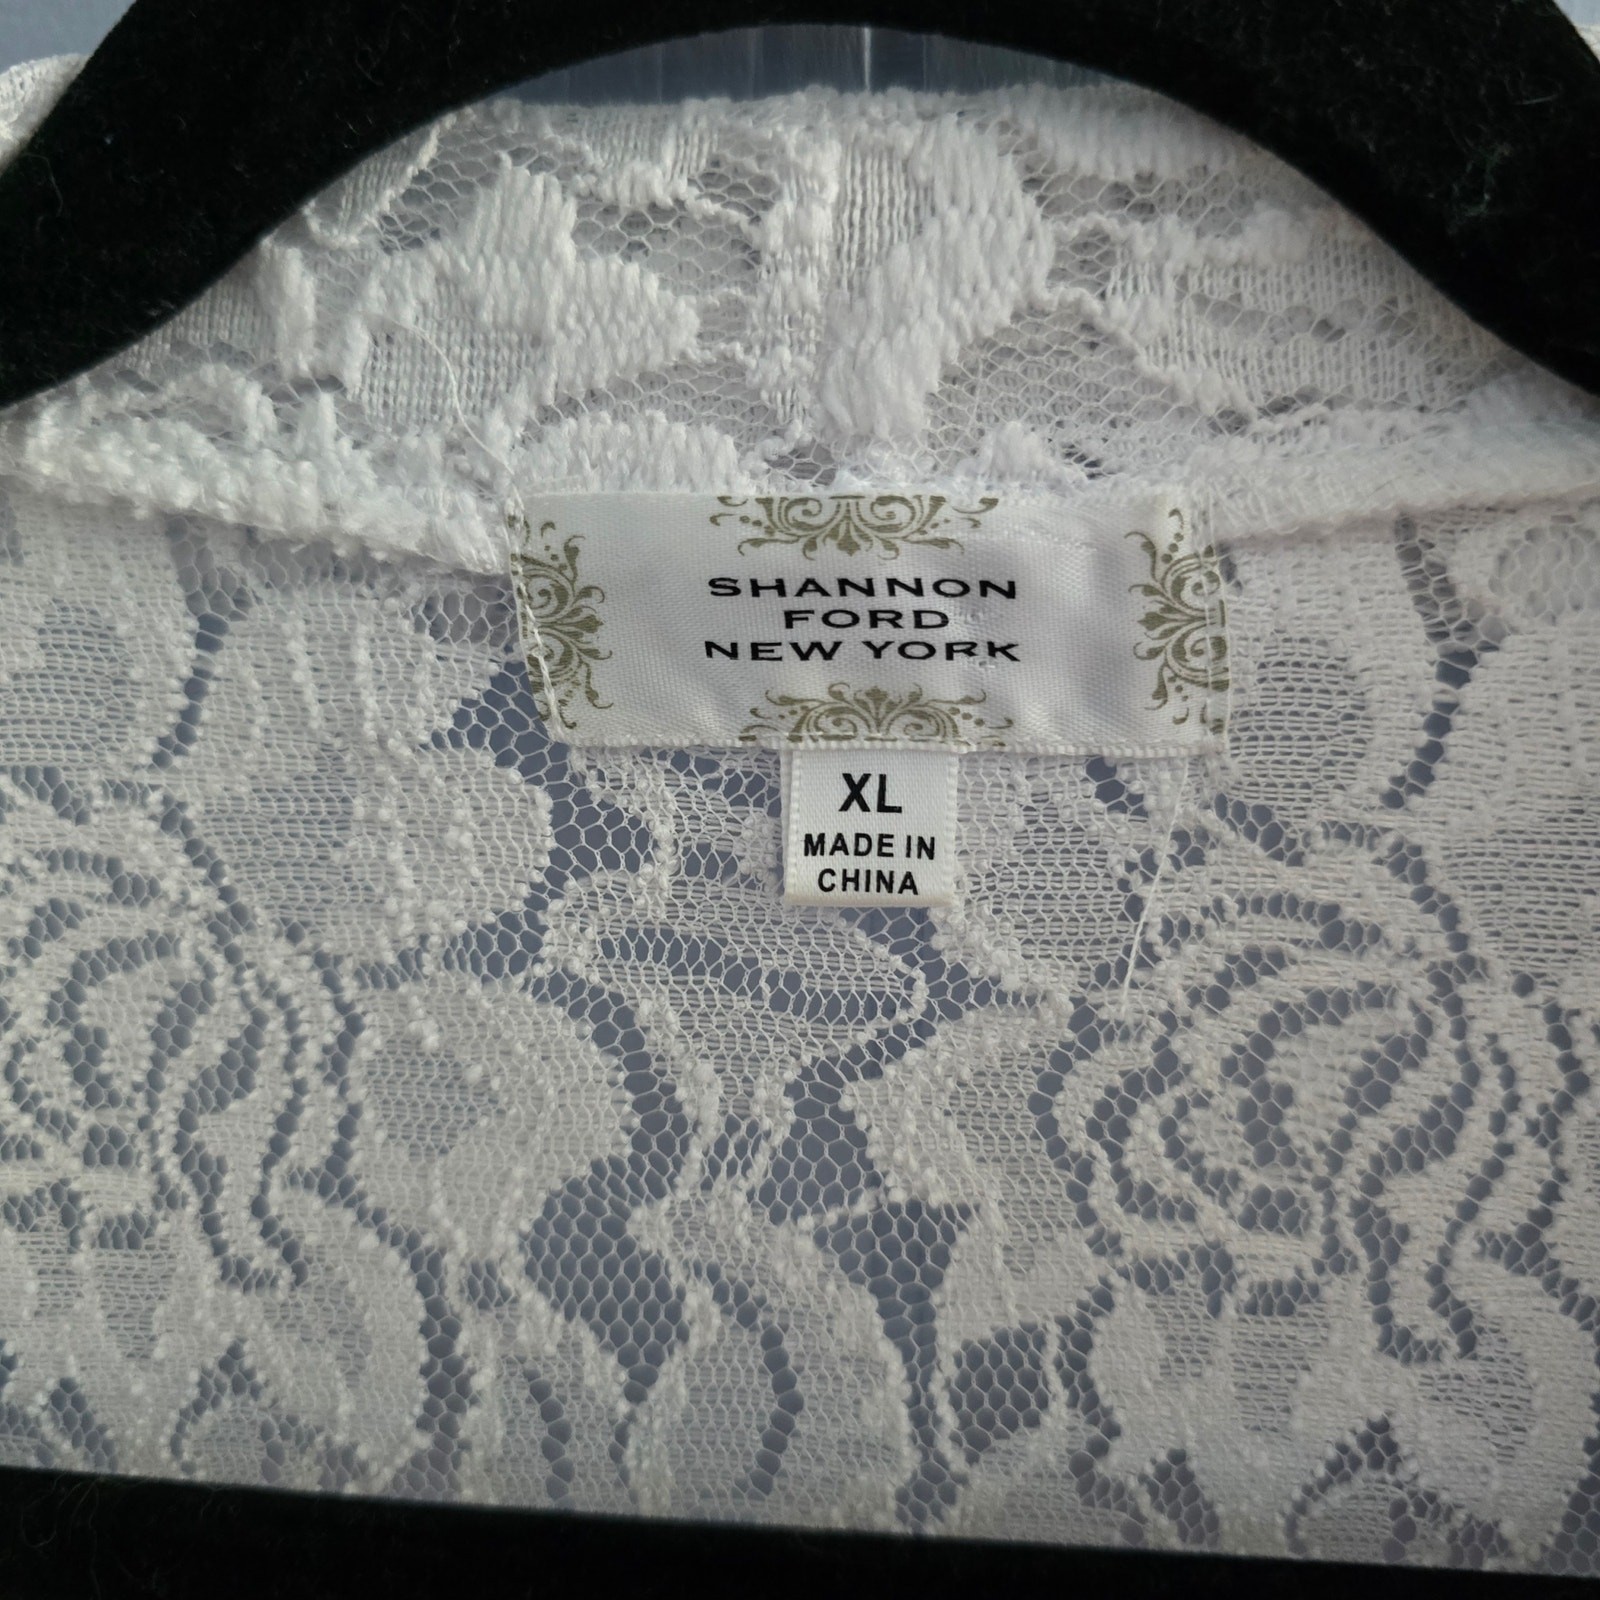 SHANNON
FORD
NEW YORK
XL
MADE IN
CHINA